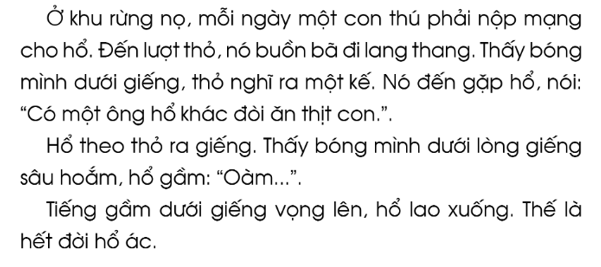 Ở khu rừng nọ, mỗi ngày một con thú phải nộp mạng
cho hổ. Đến lượt thỏ, nó buồn bã đi lang thang. Thấy bóng
mình dưới giếng, thỏ nghĩ ra một kế. Nó đến gặp hổ, nói:
“Có một ông hổ khác đòi ăn thịt con.”.
Hổ theo thỏ ra giếng. Thấy bóng mình dưới lòng giếng
sâu hoắm, hổ gầm: “Oàm...”.
Tiếng gầm dưới giếng vọng lên, hổ lao xuống. Thế là
hết đời hổ ác.